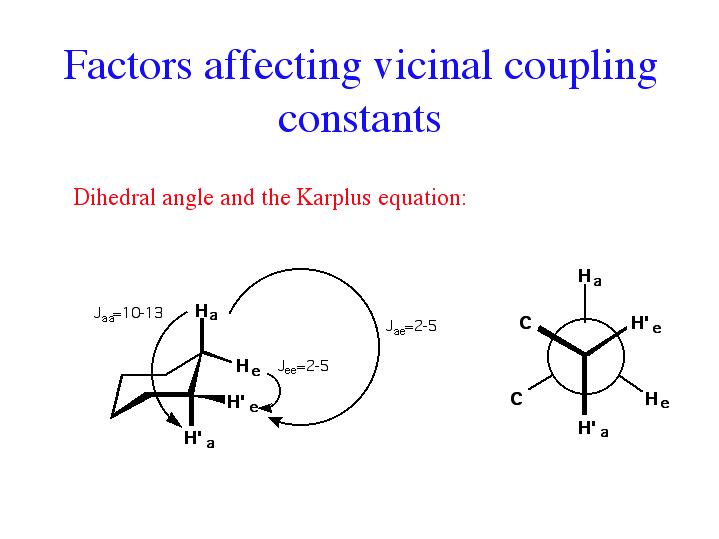 Factors affecting vicinal coupling
constants
Dihedral angle and the Karplus equation:
Jaa=10-13
Ha
Jae=2-5
He
Jee=2-5
H'e
H'a
Ha
C
H'e
C
He
H'a